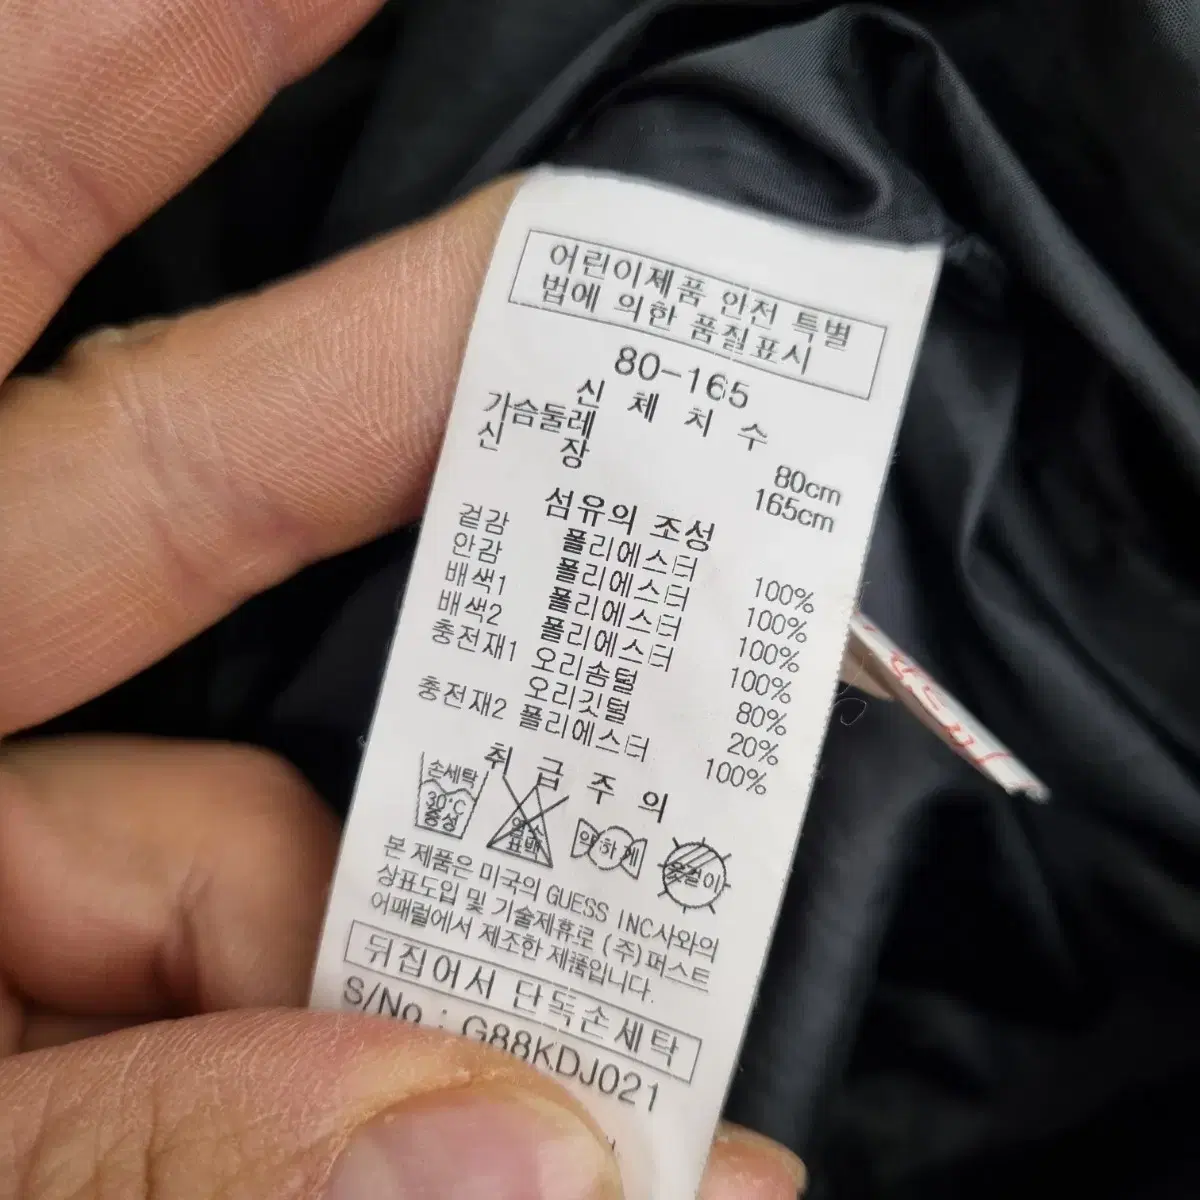 어린이제품 안전 특별
법에 의한 품질표시
80-165
신 체 치 수
가슴둘레 80cm
신 장 165cm
섬유의 조성
겉감 폴리에스터 100%
안감 폴리에스터 100%
배색1 폴리에스터 100%
배색2 폴리에스터 100%
충전재1 오리솜털 80%
오리깃털 20%
충전재2 폴리에스터 100%
취 급 주 의
손세탁 30℃ 중성
염소 표백
약하게
옷걸이
본 제품은 미국의 GUESS INC사와의
상표도입 및 기술제휴로 (주)퍼스트
어패럴에서 제조한 제품입니다.
뒤집어서 단독손세탁
S/No : G88KDJ021